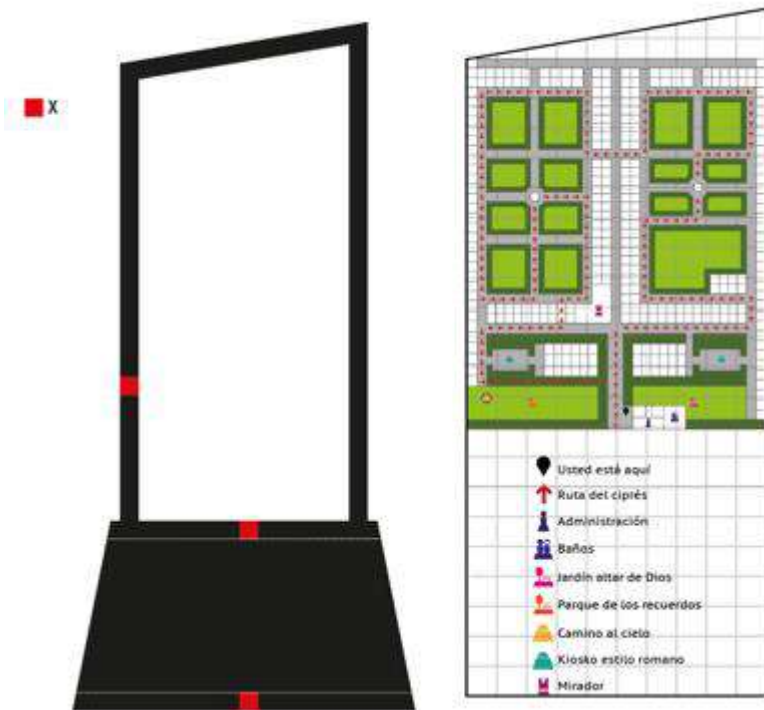 X
Usted está aquí
Ruta del ciprés
Administración
Baños
Jardín altar de Dios
Parque de los recuerdos
Camino al cielo
Kiosko estilo romano
Mirador